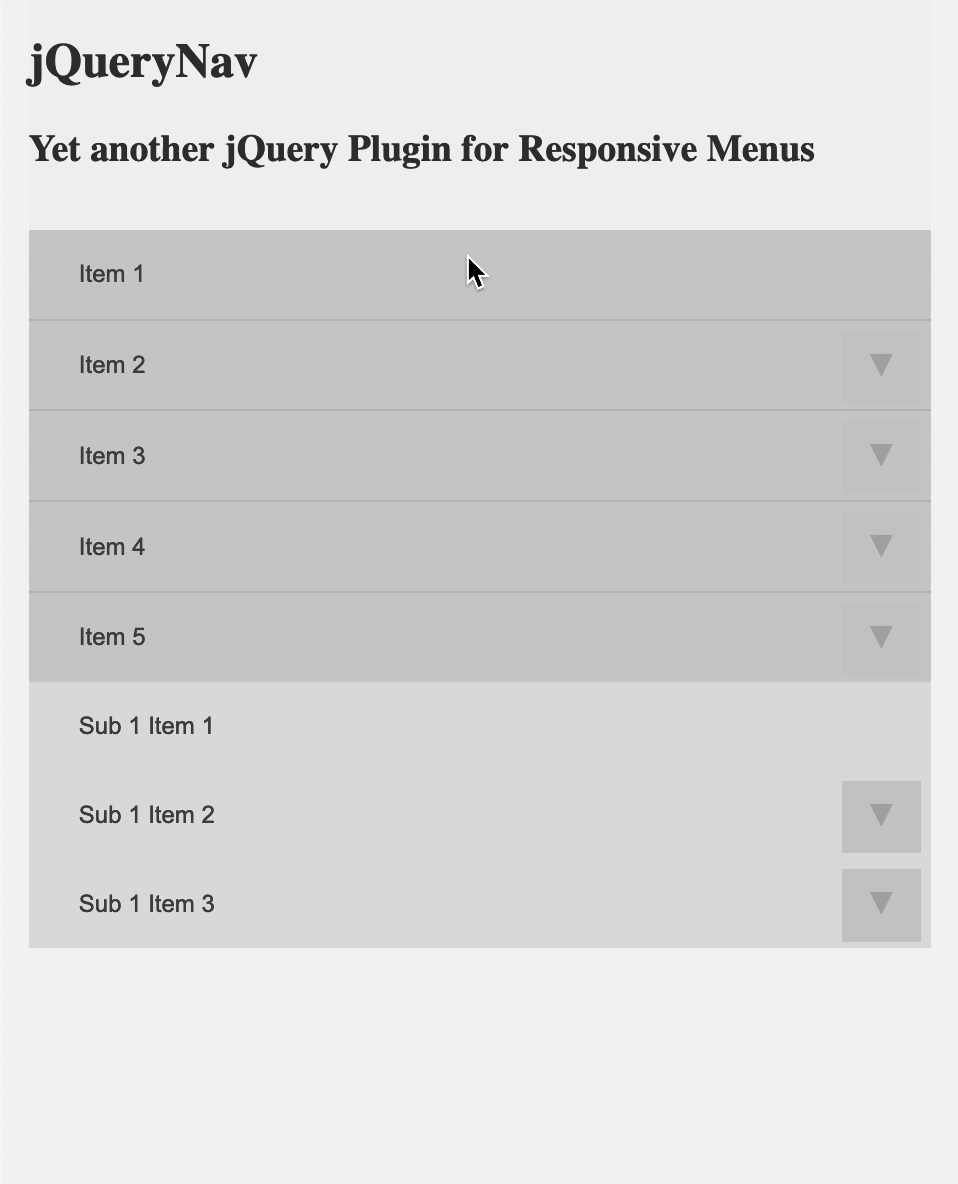 jQueryNav
Yet another jQuery Plugin for Responsive Menus
Item 1
Item 2
Item 3
Item 4
Item 5
Sub 1 Item 1
Sub 1 Item 2
Sub 1 Item 3